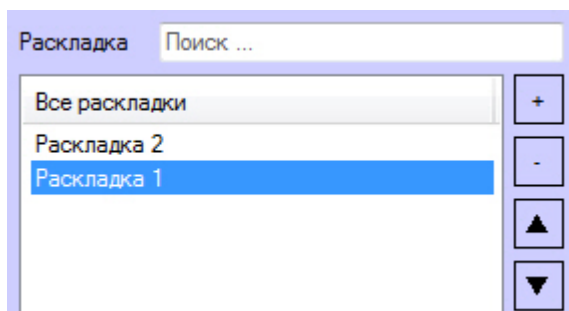 Раскладка Поиск ...
Все раскладки +
Раскладка 2
-
Раскладка 1
▲
▼